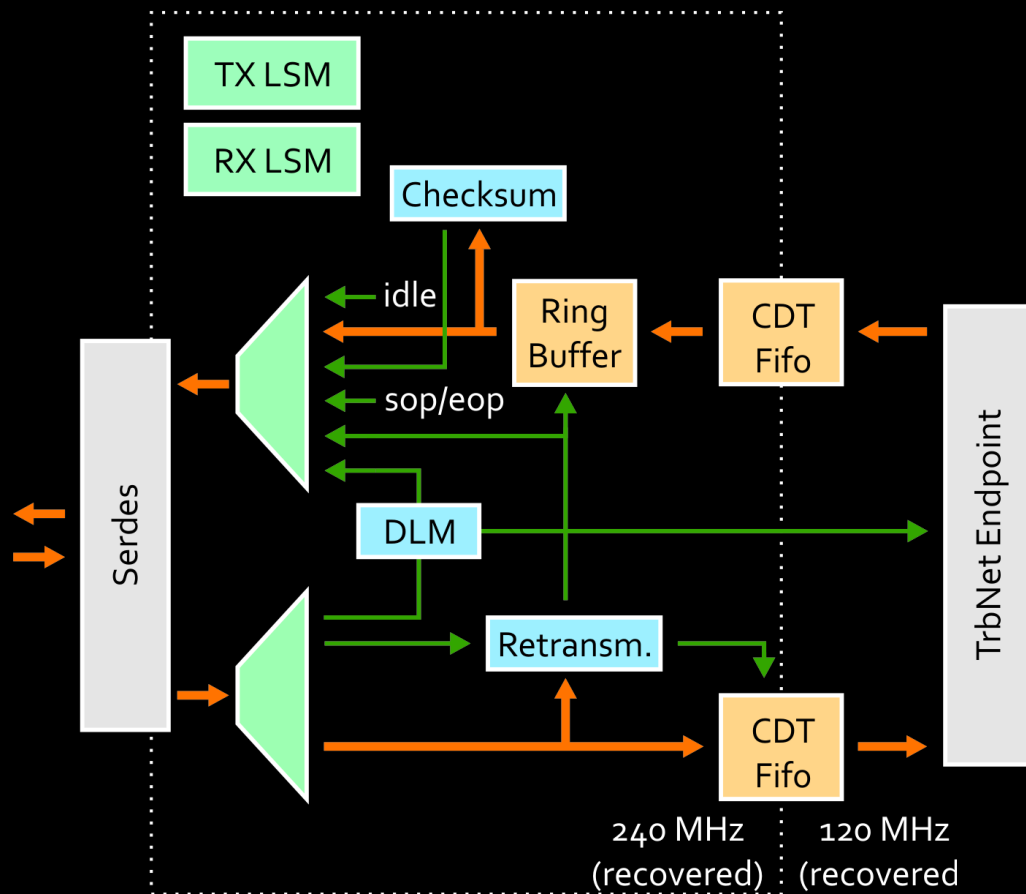 TX LSM
RX LSM
Checksum
idle
Ring
Buffer
CDT
Fifo
sop/eop
Serdes
DLM
TrbNet Endpoint
Retransm.
CDT
Fifo
240 MHz
(recovered)
120 MHz
(recovered